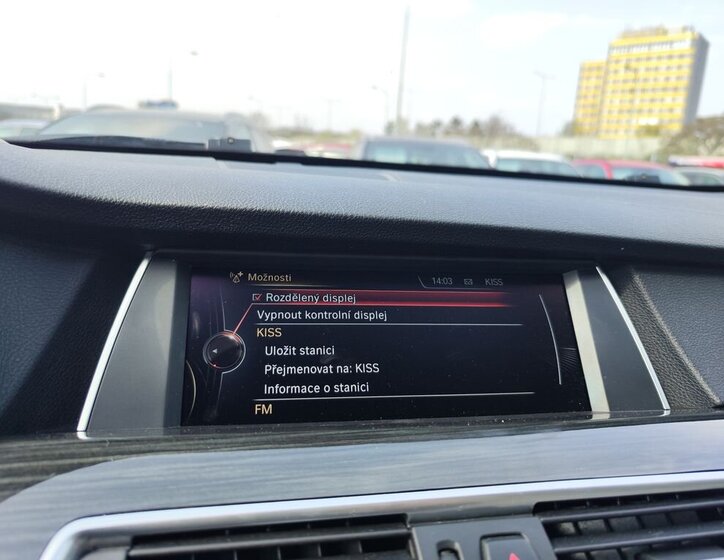 Možnosti
14:03 KISS
Rozdělený displej
Vypnout kontrolní displej
KISS
Uložit stanici
Přejmenovat na: KISS
Informace o stanici
FM